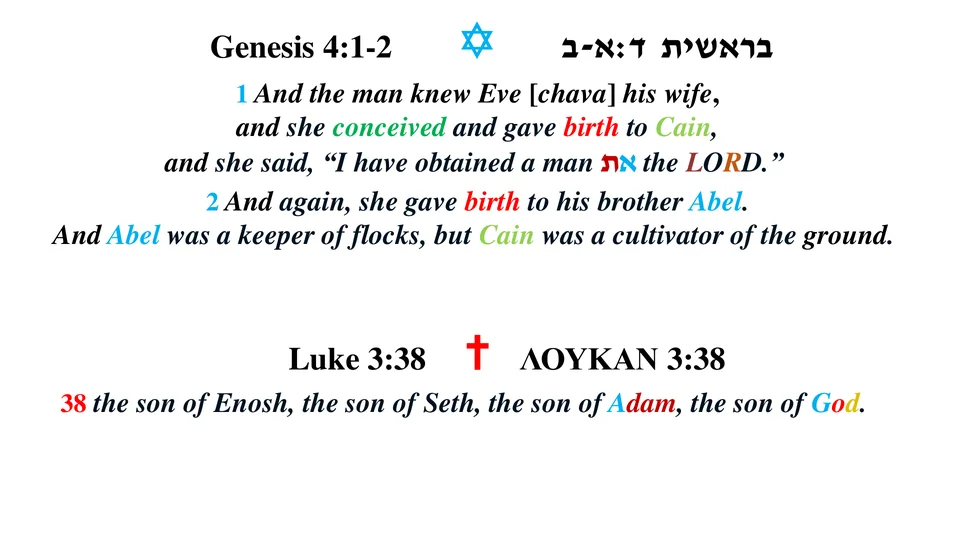 Genesis 4:1-2 ✡ בראשית ד:א-ב
1 And the man knew Eve [chava] his wife,
and she conceived and gave birth to Cain,
and she said, “I have obtained a man את the LORD.”
2 And again, she gave birth to his brother Abel.
And Abel was a keeper of flocks, but Cain was a cultivator of the ground.
Luke 3:38 ✝ ΛΟΥΚΑΝ 3:38
38 the son of Enosh, the son of Seth, the son of Adam, the son of God.